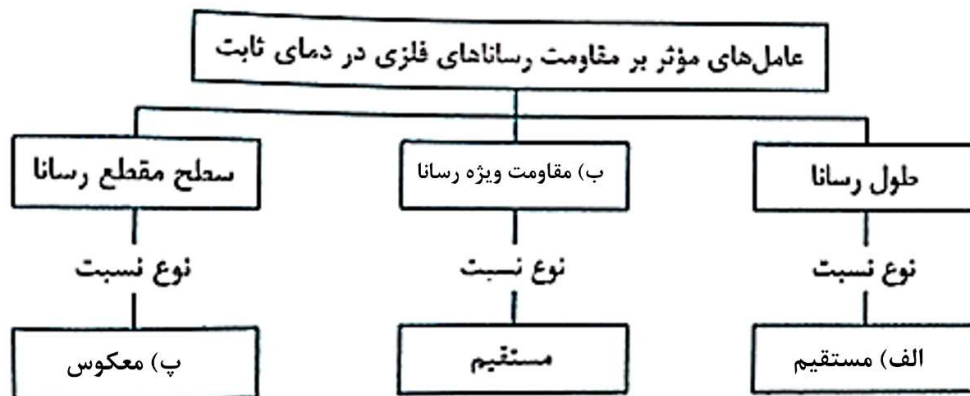 عامل‌های مؤثر بر مقاومت رساناهای فلزی در دمای ثابت
طول رسانا
ب) مقاومت ویژه رسانا
سطح مقطع رسانا
نوع نسبت
نوع نسبت
نوع نسبت
الف) مستقیم
مستقیم
پ) معکوس